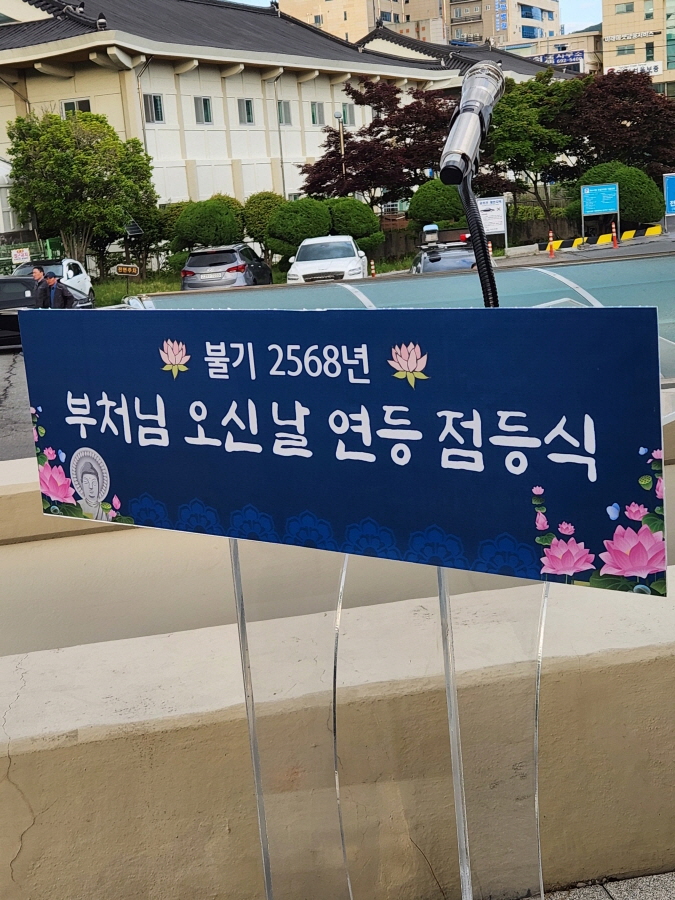 불기 2568년
부처님 오신날 연등 점등식